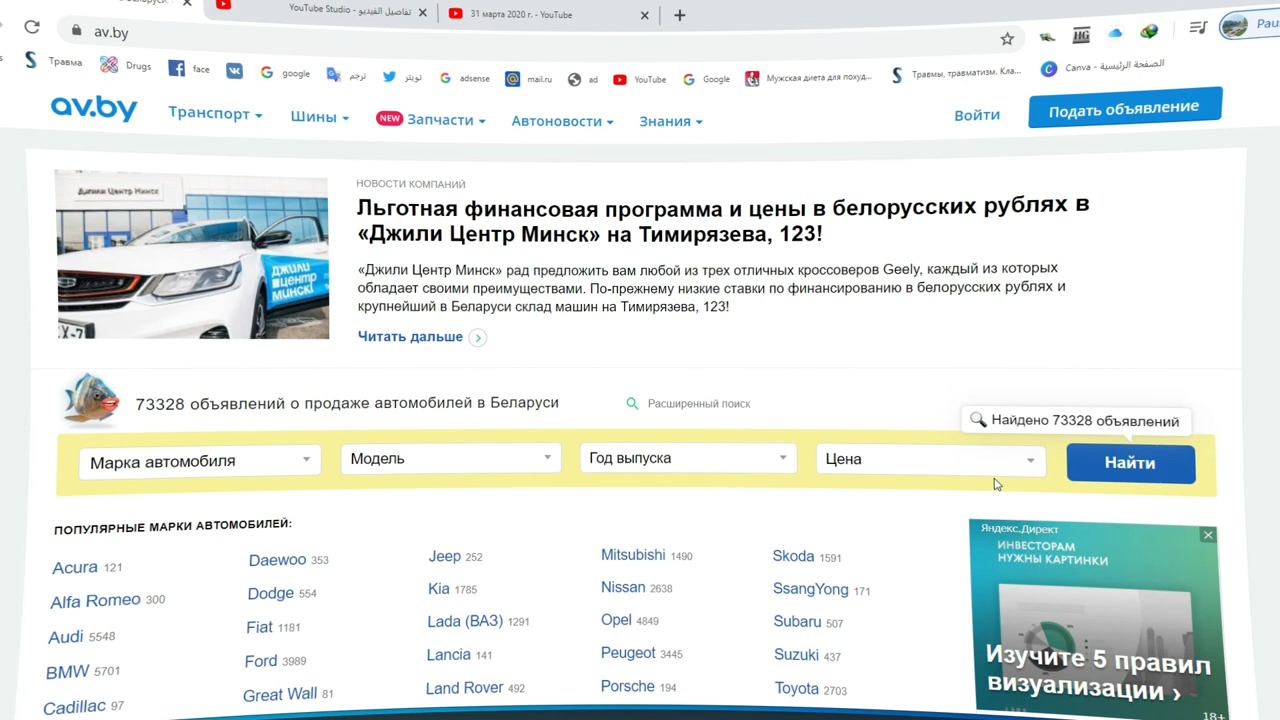 YouTube Studio - تفاصيل الفيديو
31 марта 2020 г. - YouTube
av.by
Травма
Drugs
face
google
ترجم
تويتر
adsense
mail.ru
ad
YouTube
Google
Мужская диета для похуд...
Травмы, травматизм, Кла...
Canva - الصفحة الرئيسية
av.by
Транспорт
Шины
NEW Запчасти
Автоновости
Знания
Войти
Подать объявление
Джили Центр Минск
ДЖИЛИ
ЦЕНТР
МИНСК
НОВОСТИ КОМПАНИЙ
Льготная финансовая программа и цены в белорусских рублях в
«Джили Центр Минск» на Тимирязева, 123!
«Джили Центр Минск» рад предложить вам любой из трех отличных кроссоверов Geely, каждый из которых
обладает своими преимуществами. По-прежнему низкие ставки по финансированию в белорусских рублях и
крупнейший в Беларуси склад машин на Тимирязева, 123!
Читать дальше
73328 объявлений о продаже автомобилей в Беларуси
Расширенный поиск
Найдено 73328 объявлений
Марка автомобиля
Модель
Год выпуска
Цена
Найти
ПОПУЛЯРНЫЕ МАРКИ АВТОМОБИЛЕЙ:
Acura 121
Alfa Romeo 300
Audi 5548
BMW 5701
Cadillac 97
Daewoo 353
Dodge 554
Fiat 1181
Ford 3989
Great Wall 81
Jeep 252
Kia 1785
Lada (ВАЗ) 1291
Lancia 141
Land Rover 492
Mitsubishi 1490
Nissan 2638
Opel 4849
Peugeot 3445
Porsche 194
Skoda 1591
SsangYong 171
Subaru 507
Suzuki 437
Toyota 2703
Яндекс.Директ
ИНВЕСТОРАМ
НУЖНЫ КАРТИНКИ
Изучите 5 правил
визуализации ›
18+